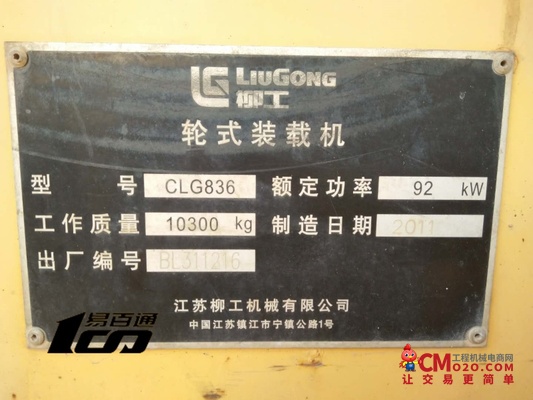 LG LIUGONG
柳工
轮式装载机
型 号 CLG836 额定功率 92 kW
工作质量 10300 kg 制造日期 2011
出厂编号 BL311216
江苏柳工机械有限公司
中国江苏镇江市宁镇公路1号
易百通
工程机械电商网
CMO20.COM
让交易更简单